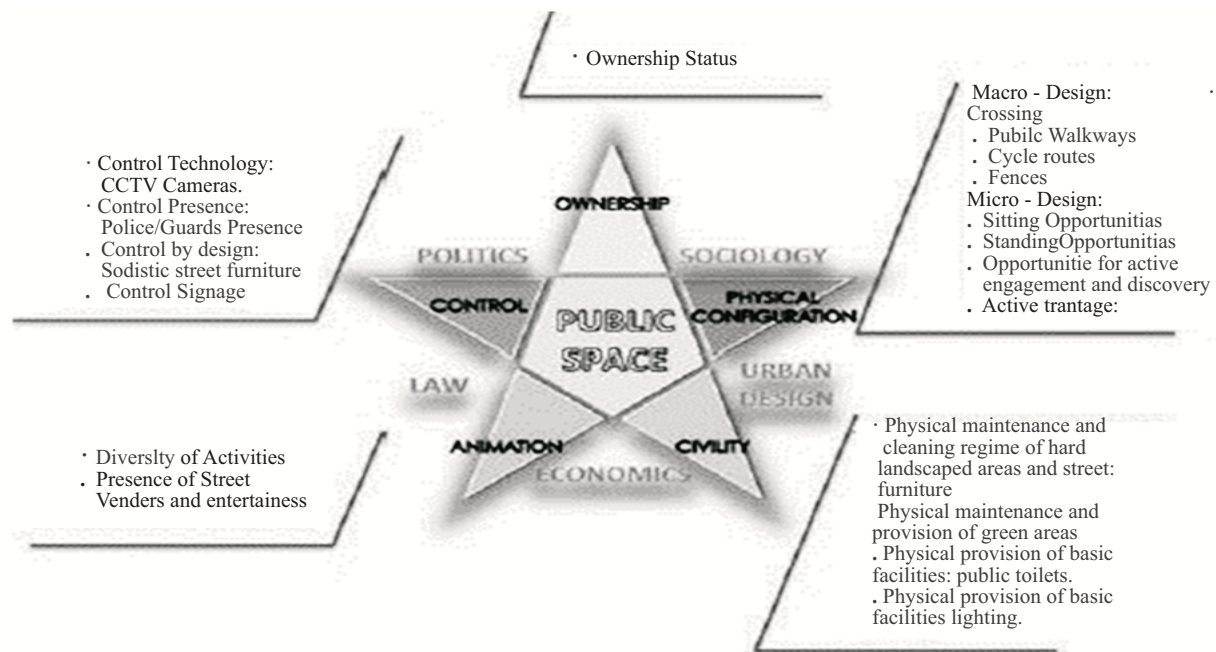 · Ownership Status
Macro - Design: ·
Crossing
. Pubilc Walkways
. Cycle routes
. Fences
Micro - Design:
. Sitting Opportunitias
. StandingOpportunitias
. Opportunitie for active
engagement and discovery
. Active trantage:
· Control Technology:
CCTV Cameras.
· Control Presence:
Police/Guards Presence
. Control by design:
Sodistic street furniture
. Control Signage
OWNERSHIP
POLITICS
SOCIOLOGY
CONTROL
PHYSICAL
CONFIGURATION
PUBLIC
SPACE
LAW
URBAN
DESIGN
ANIMATION
CIVILITY
ECONOMICS
· Diverslty of Activities
. Presence of Street
Venders and entertainess
· Physical maintenance and
cleaning regime of hard
landscaped areas and street:
furniture
Physical maintenance and
provision of green areas
. Physical provision of basic
facilities: public toilets.
. Physical provision of basic
facilities lighting.